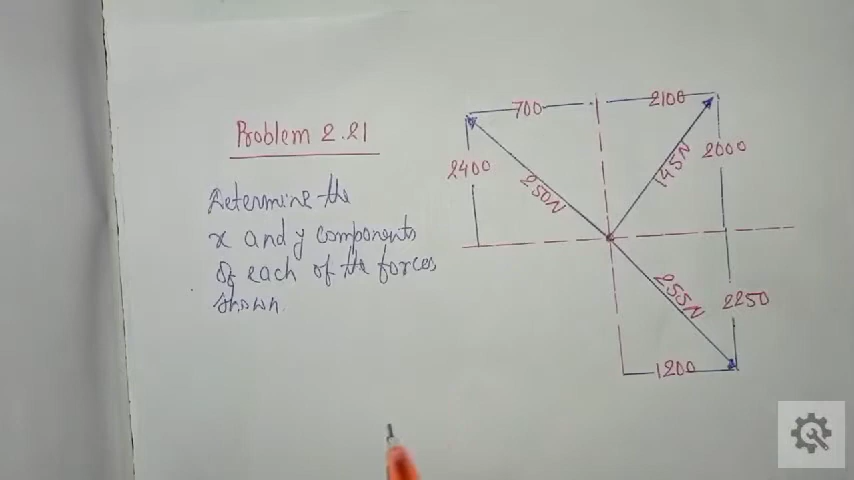 Problem 2.21
Determine the
x and y components
of each of the forces
shown.
700
2100
2400
250N
145N
2000
255N
2250
1200